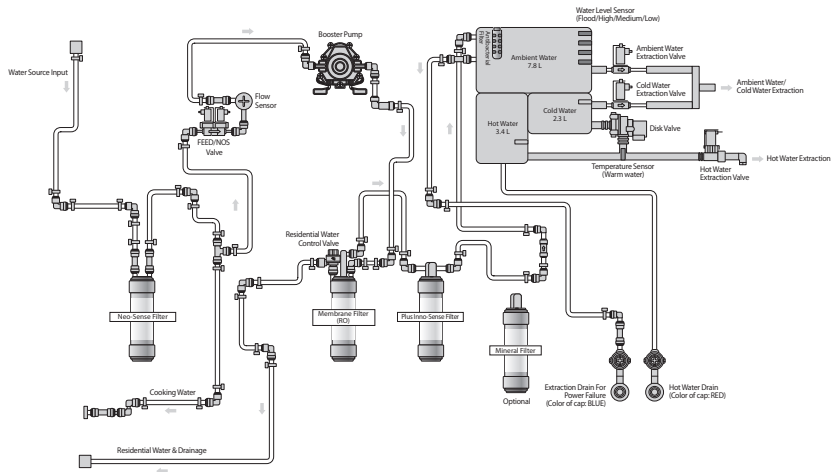 Water Level Sensor
(Flood/High/Medium/Low)
Booster Pump
Water Source Input
Antibacterial
Filter
Ambient Water
7.8 L
Ambient Water
Extraction Valve
Cold Water
Extraction Valve
Ambient Water/
Cold Water Extraction
Flow
Sensor
Cold Water
2.3 L
Hot Water
3.4 L
Disk Valve
FEED/NOS
Valve
Temperature Sensor
(Warm water)
Hot Water
Extraction Valve
Hot Water Extraction
Residential Water
Control Valve
Neo-Sense Filter
Membrane Filter
(RO)
Plus Inno-Sense Filter
Mineral Filter
Optional
Cooking Water
Extraction Drain For
Power Failure
(Color of cap: BLUE)
Hot Water Drain
(Color of cap: RED)
Residential Water & Drainage